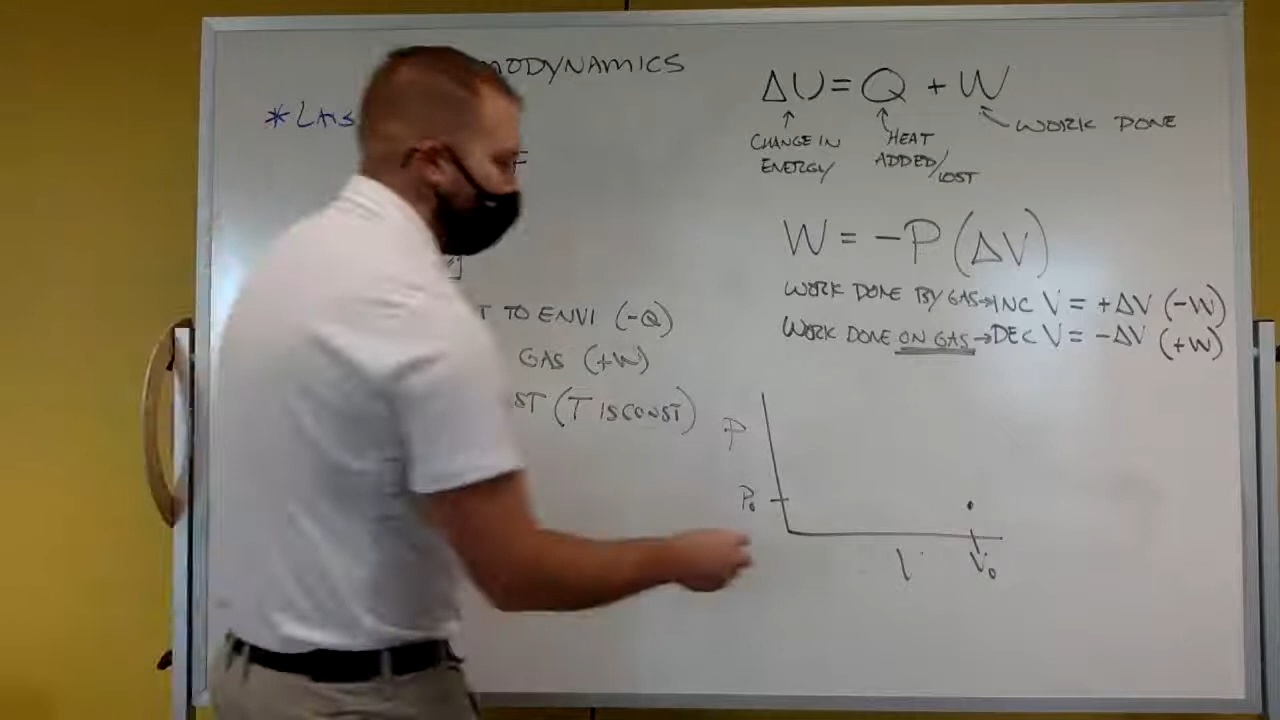 MODYNAMICS
*LAB
F
T TO ENVI (-Q)
GAS (+W)
ST (T IS CONST)
ΔU = Q + W
CHANGE IN
ENERGY
HEAT
ADDED/
LOST
WORK DONE
W = -P(ΔV)
WORK DONE BY GAS→INC V = +ΔV (-W)
WORK DONE ON GAS→DEC V = -ΔV (+W)
P
P₀
V₀